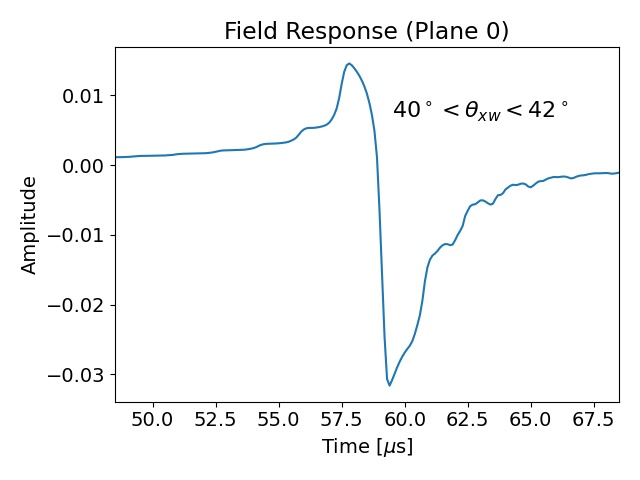 Field Response (Plane 0)
40° < θxw < 42°
Amplitude
0.01
0.00
−0.01
−0.02
−0.03
50.0 52.5 55.0 57.5 60.0 62.5 65.0 67.5
Time [μs]